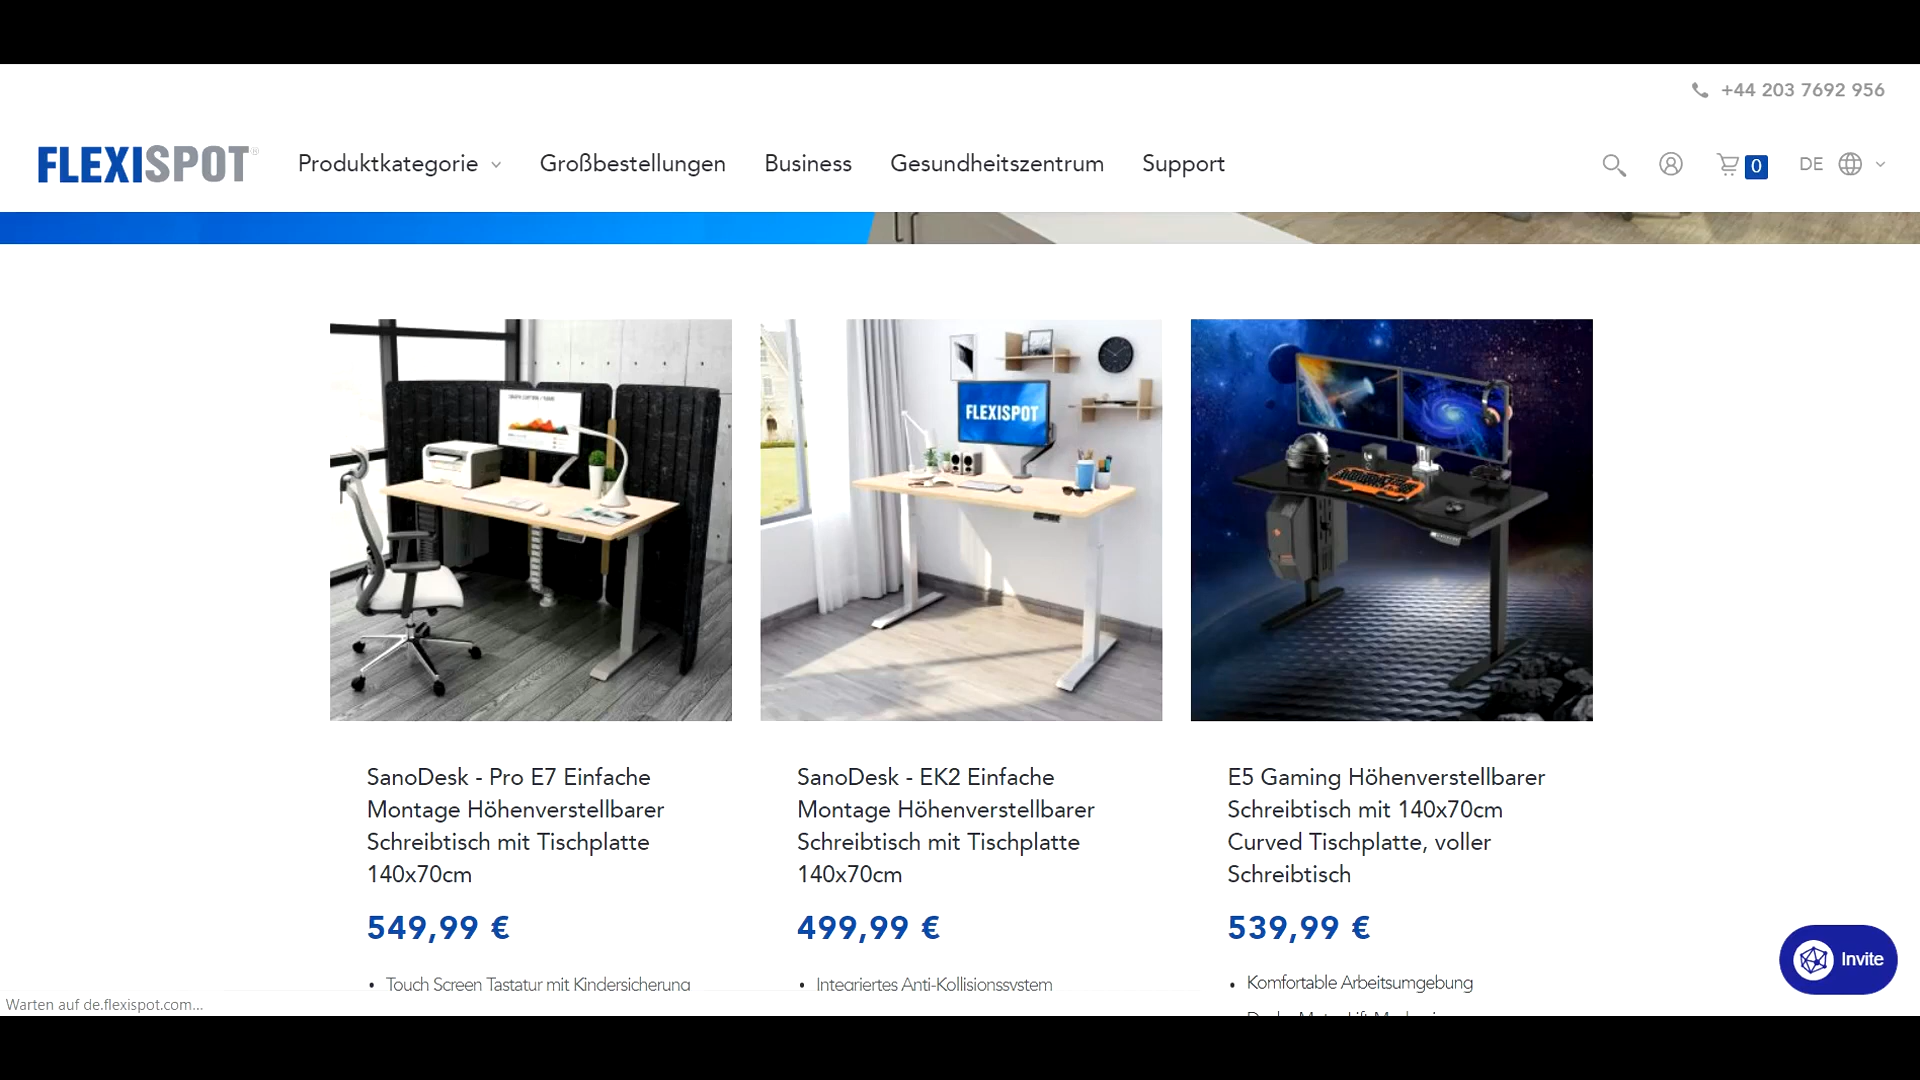 +44 203 7692 956
FLEXISPOT®
Produktkategorie
Großbestellungen
Business
Gesundheitszentrum
Support
0
DE
FLEXISPOT
SanoDesk - Pro E7 Einfache
Montage Höhenverstellbarer
Schreibtisch mit Tischplatte
140x70cm
549,99 €
• Touch Screen Tastatur mit Kindersicherung
SanoDesk - EK2 Einfache
Montage Höhenverstellbarer
Schreibtisch mit Tischplatte
140x70cm
499,99 €
• Integriertes Anti-Kollisionssystem
E5 Gaming Höhenverstellbarer
Schreibtisch mit 140x70cm
Curved Tischplatte, voller
Schreibtisch
539,99 €
• Komfortable Arbeitsumgebung
Invite
Warten auf de.flexispot.com...